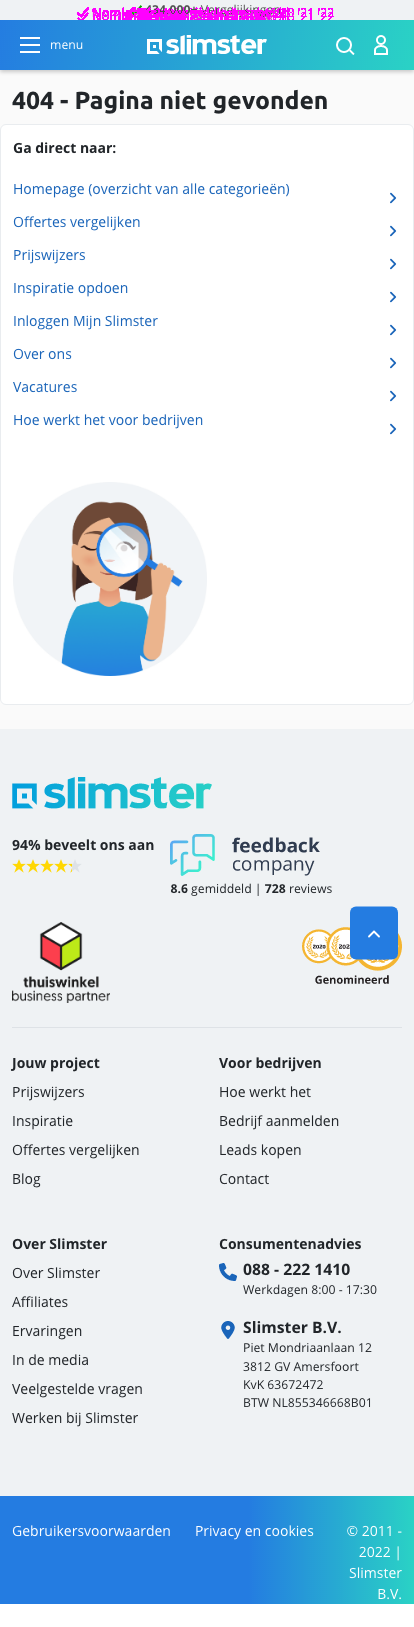 menu
slimster
404 - Pagina niet gevonden
Ga direct naar:
Homepage (overzicht van alle categorieën)
Offertes vergelijken
Prijswijzers
Inspiratie opdoen
Inloggen Mijn Slimster
Over ons
Vacatures
Hoe werkt het voor bedrijven
slimster
94% beveelt ons aan
feedback
company
8.6 gemiddeld | 728 reviews
thuiswinkel
business partner
2020
Genomineerd
Jouw project
Prijswijzers
Inspiratie
Offertes vergelijken
Blog
Voor bedrijven
Hoe werkt het
Bedrijf aanmelden
Leads kopen
Contact
Over Slimster
Over Slimster
Affiliates
Ervaringen
In de media
Veelgestelde vragen
Werken bij Slimster
Consumentenadvies
088 - 222 1410
Werkdagen 8:00 - 17:30
Slimster B.V.
Piet Mondriaanlaan 12
3812 GV Amersfoort
KvK 63672472
BTW NL855346668B01
Gebruikersvoorwaarden
Privacy en cookies
© 2011 -
2022 |
Slimster
B.V.